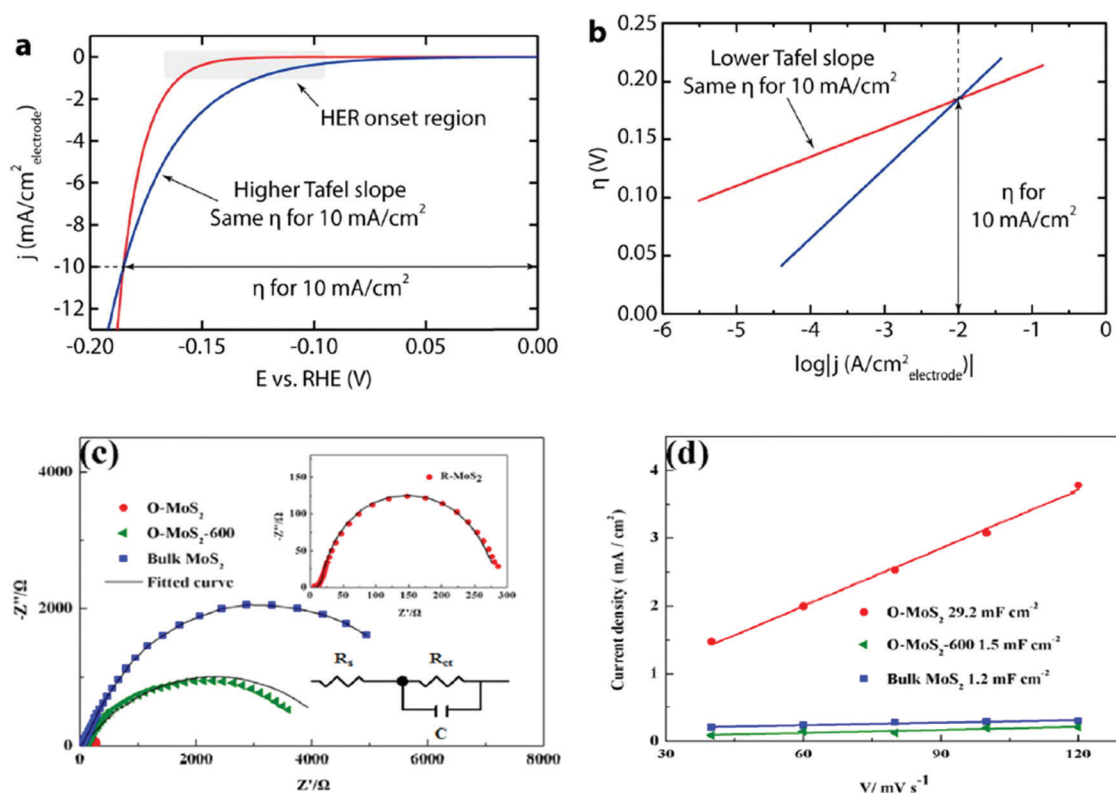 a
0
-2
-4
-6
-8
-10
-12
j (mA/cm²electrode)
HER onset region
Higher Tafel slope
Same η for 10 mA/cm²
η for 10 mA/cm²
-0.20
-0.15
-0.10
-0.05
0.00
E vs. RHE (V)
b
0.25
0.20
0.15
0.10
0.05
0.00
η (V)
Lower Tafel slope
Same η for 10 mA/cm²
η for
10 mA/cm²
-6
-5
-4
-3
-2
-1
0
log|j (A/cm²electrode)|
(c)
4000
2000
0
-Z''/Ω
O-MoS₂
O-MoS₂-600
Bulk MoS₂
Fitted curve
150
100
50
0
-Z''/Ω
R-MoS₂
0
50
100
150
200
250
300
Z'/Ω
Rs
Rct
C
0
2000
4000
6000
8000
Z'/Ω
(d)
4
3
2
1
0
Current density ( mA / cm²)
O-MoS₂ 29.2 mF cm⁻²
O-MoS₂-600 1.5 mF cm⁻²
Bulk MoS₂ 1.2 mF cm⁻²
30
60
90
120
V/ mV s⁻¹